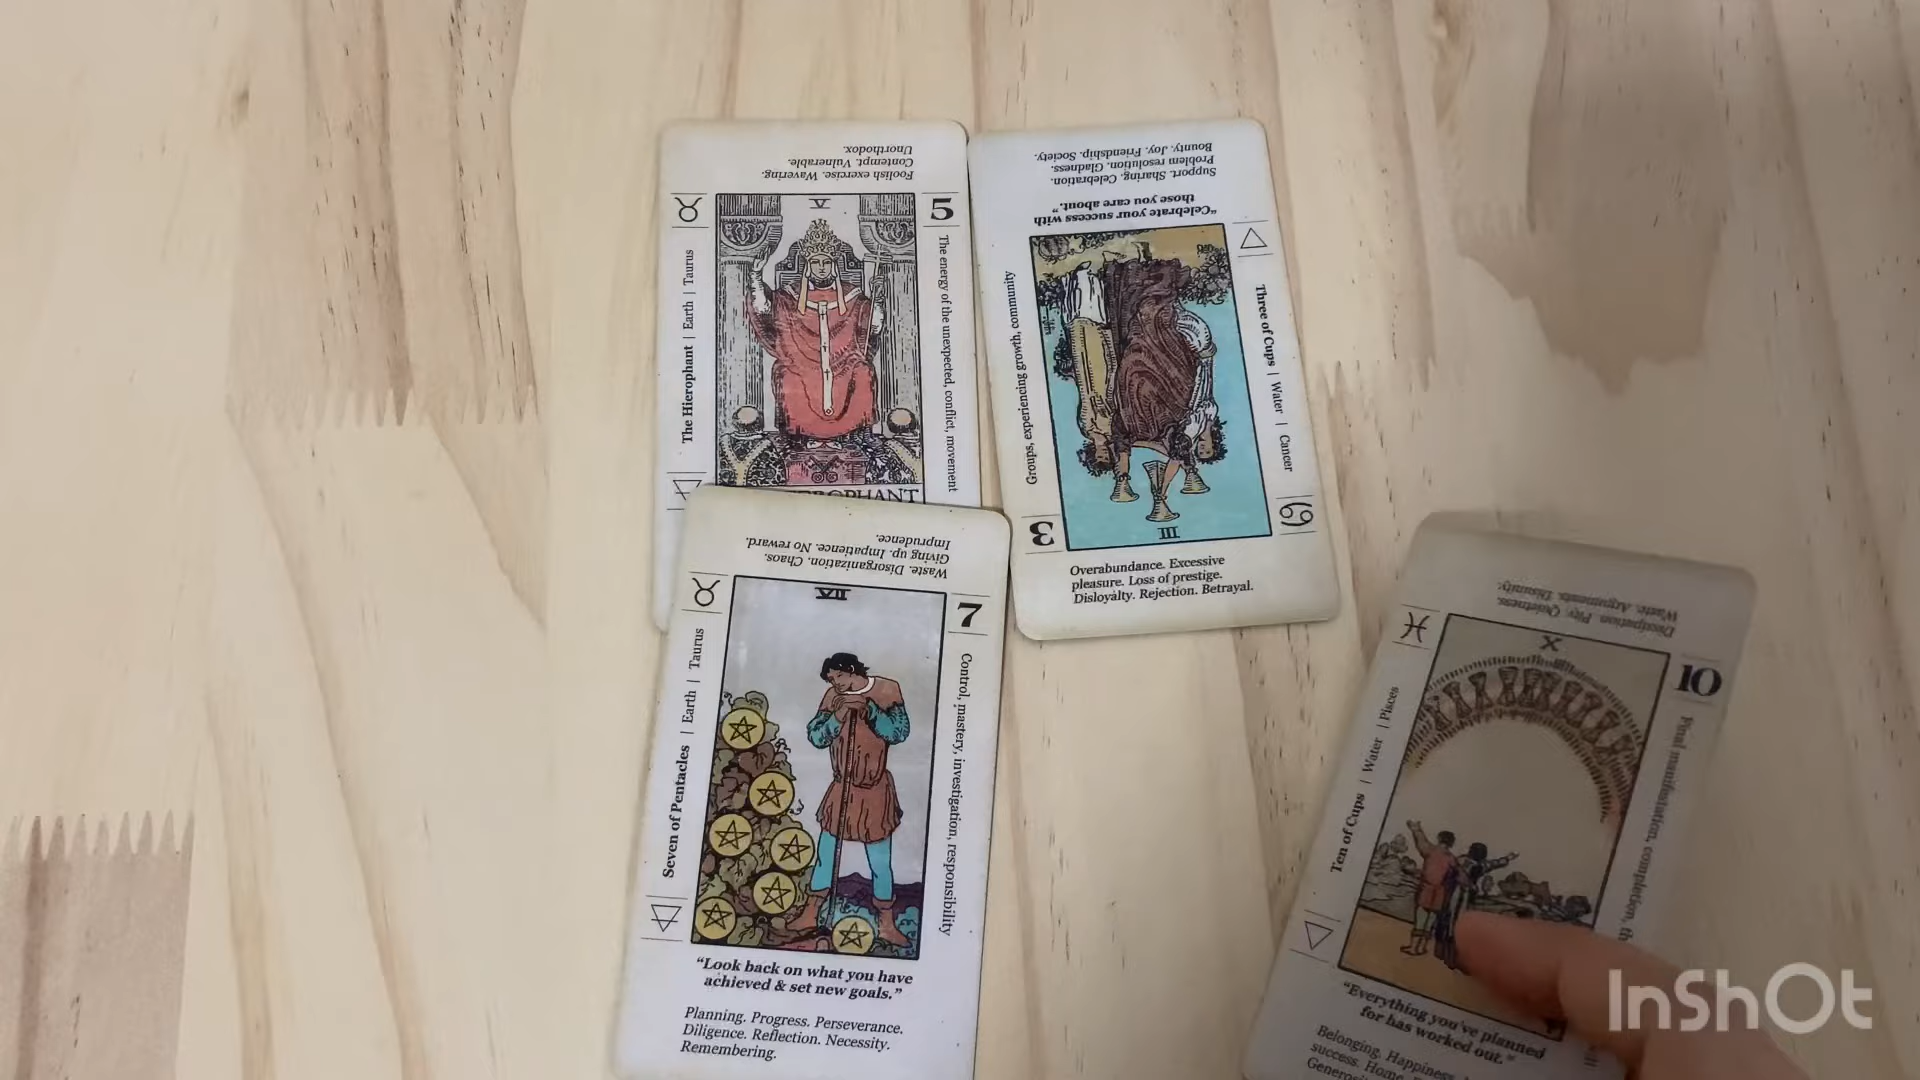 Foolish exercise. Wavering.
Contempt. Vulnerable.
Unorthodox.
V
5
The Hierophant | Earth | Taurus
The energy of the unexpected, conflict, movement
Overabundance. Excessive
pleasure. Loss of prestige.
Disloyalty. Rejection. Betrayal.
3
III
69
Groups, experiencing growth, community
Three of Cups | Water | Cancer
"Celebrate your success with
those you care about."
Support. Sharing. Celebration.
Problem resolution. Gladness.
Bounty. Joy. Friendship. Society.
Waste. Disorganization. Chaos.
Giving up. Impatience. No reward.
Imprudence.
VII
7
Seven of Pentacles | Earth | Taurus
Control, mastery, investigation, responsibility
"Look back on what you have
achieved & set new goals."
Planning. Progress. Perseverance.
Diligence. Reflection. Necessity.
Remembering.
Dissipation. Pity. Quietness.
Waste. Arguments. Disunity.
X
10
Ten of Cups | Water | Pisces
Final manifestation, completion,
"Everything you've planned
for has worked out."
Belonging. Happiness.
success. Home.
InShOt